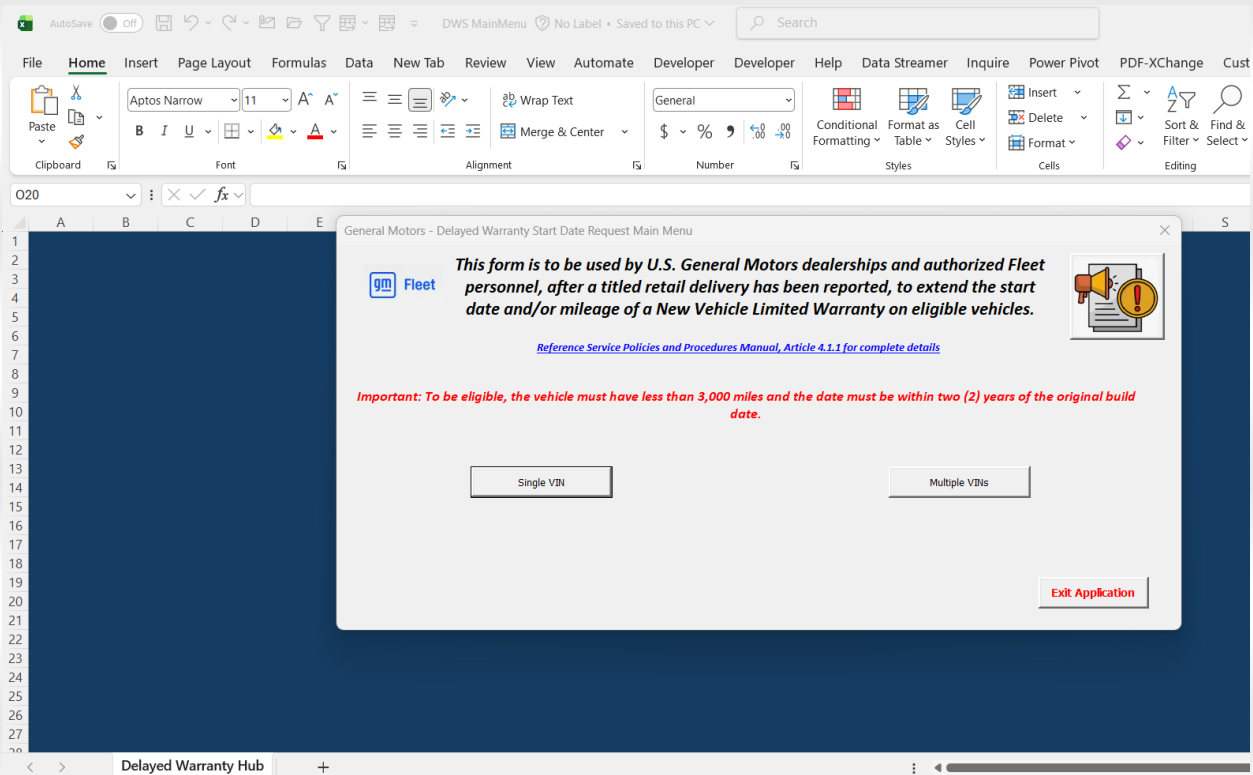 AutoSave Off DWS MainMenu No Label • Saved to this PC Search
File Home Insert Page Layout Formulas Data New Tab Review View Automate Developer Developer Help Data Streamer Inquire Power Pivot PDF-XChange Cust
Paste
Clipboard
Aptos Narrow 11 A A
B I U A
Font
Wrap Text
Merge & Center
Alignment
General
$ % 9
Number
Conditional Formatting
Format as Table
Cell Styles
Styles
Insert
Delete
Format
Cells
Σ
Sort & Filter
Find & Select
Editing
O20 fx
A B C D E S
1
2
3
4
5
6
7
8
9
10
11
12
13
14
15
16
17
18
19
20
21
22
23
24
25
26
27
28
General Motors - Delayed Warranty Start Date Request Main Menu
gm Fleet
This form is to be used by U.S. General Motors dealerships and authorized Fleet
personnel, after a titled retail delivery has been reported, to extend the start
date and/or mileage of a New Vehicle Limited Warranty on eligible vehicles.
Reference Service Policies and Procedures Manual, Article 4.1.1 for complete details
Important: To be eligible, the vehicle must have less than 3,000 miles and the date must be within two (2) years of the original build
date.
Single VIN Multiple VINs
Exit Application
Delayed Warranty Hub +